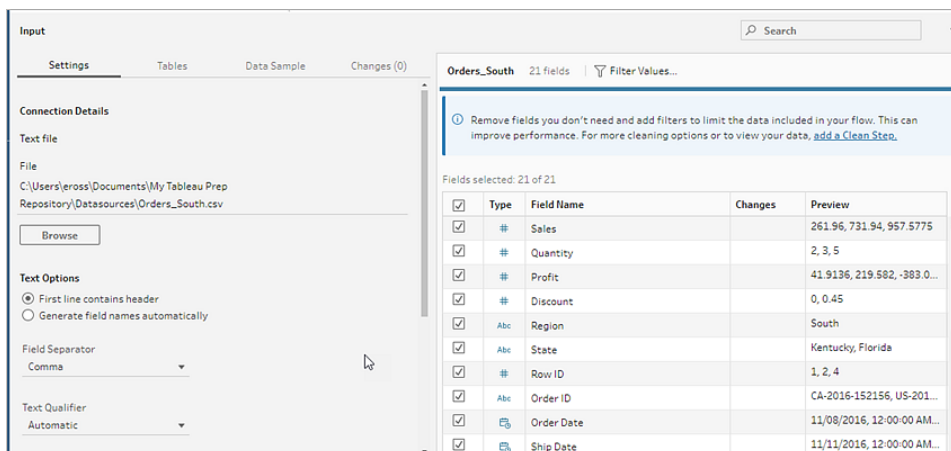 Input
Search
Settings Tables Data Sample Changes (0)
Connection Details
Text file
File
C:\Users\eross\Documents\My Tableau Prep
Repository\Datasources\Orders_South.csv
Browse
Text Options
First line contains header
Generate field names automatically
Field Separator
Comma
Text Qualifier
Automatic
Orders_South 21 fields Filter Values...
Remove fields you don't need and add filters to limit the data included in your flow. This can
improve performance. For more cleaning options or to view your data, add a Clean Step.
Fields selected: 21 of 21
Type Field Name Changes Preview
# Sales 261.96, 731.94, 957.5775
# Quantity 2, 3, 5
# Profit 41.9136, 219.582, -383.0...
# Discount 0, 0.45
Abc Region South
Abc State Kentucky, Florida
# Row ID 1, 2, 4
Abc Order ID CA-2016-152156, US-201...
Order Date 11/08/2016, 12:00:00 AM...
Ship Date 11/11/2016, 12:00:00 AM...